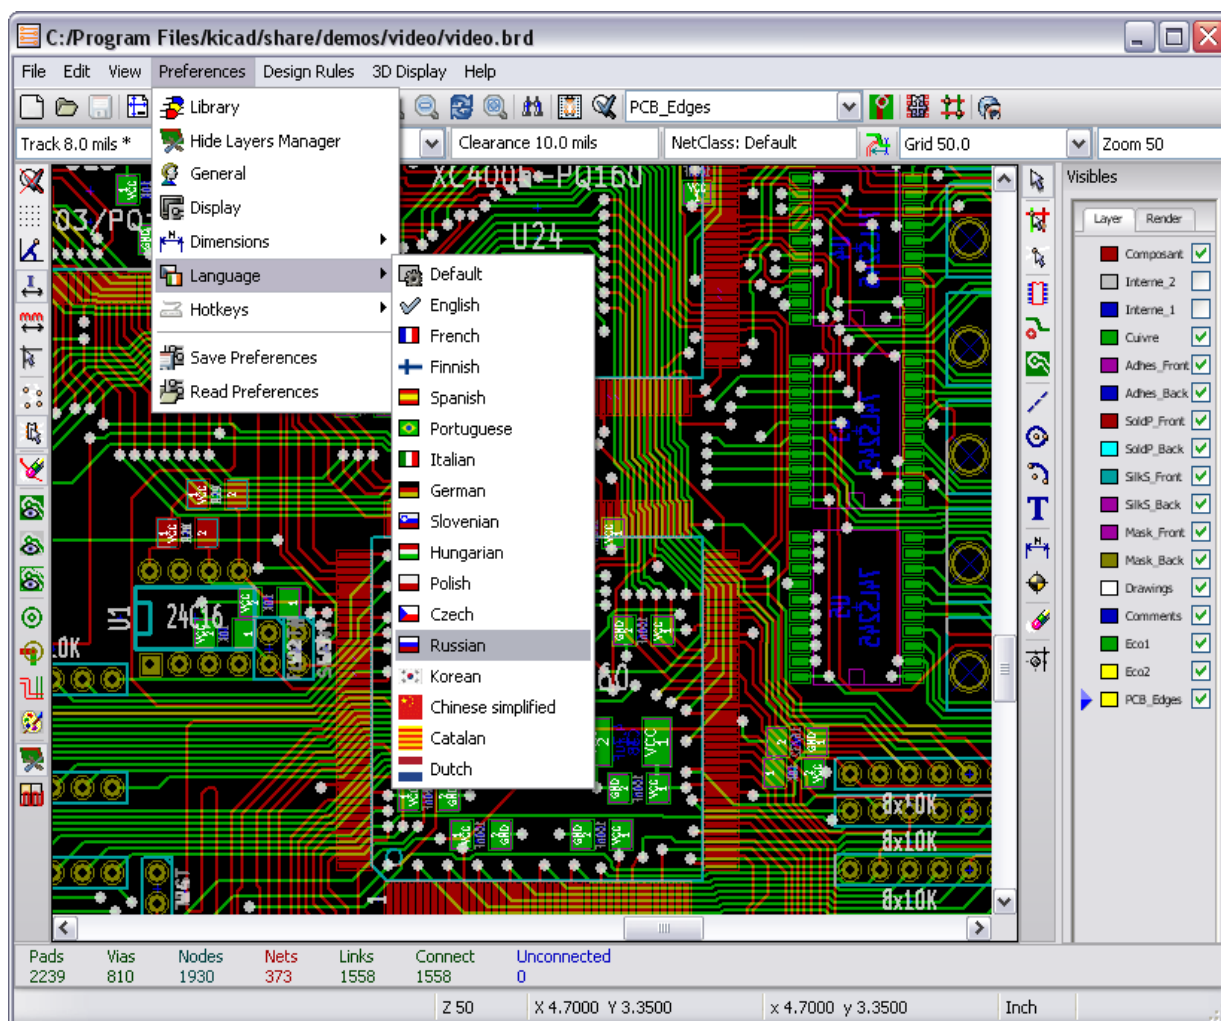 C:/Program Files/kicad/share/demos/video/video.brd
File Edit View Preferences Design Rules 3D Display Help
PCB_Edges
Track 8.0 mils *
Clearance 10.0 mils
NetClass: Default
Grid 50.0
Zoom 50
Library
Hide Layers Manager
General
Display
Dimensions
Language
Hotkeys
Save Preferences
Read Preferences
Default
English
French
Finnish
Spanish
Portuguese
Italian
German
Slovenian
Hungarian
Polish
Czech
Russian
Korean
Chinese simplified
Catalan
Dutch
Visibles
Layer Render
Composant
Interne_2
Interne_1
Cuivre
Adhes_Front
Adhes_Back
SoldP_Front
SoldP_Back
SilkS_Front
SilkS_Back
Mask_Front
Mask_Back
Drawings
Comments
Eco1
Eco2
PCB_Edges
U24
74LS245
74LS245
U1
24C16
8x10K
8x10K
8x10K
Pads Vias Nodes Nets Links Connect Unconnected
2239 810 1930 373 1558 1558 0
Z 50
X 4.7000 Y 3.3500
x 4.7000 y 3.3500
Inch